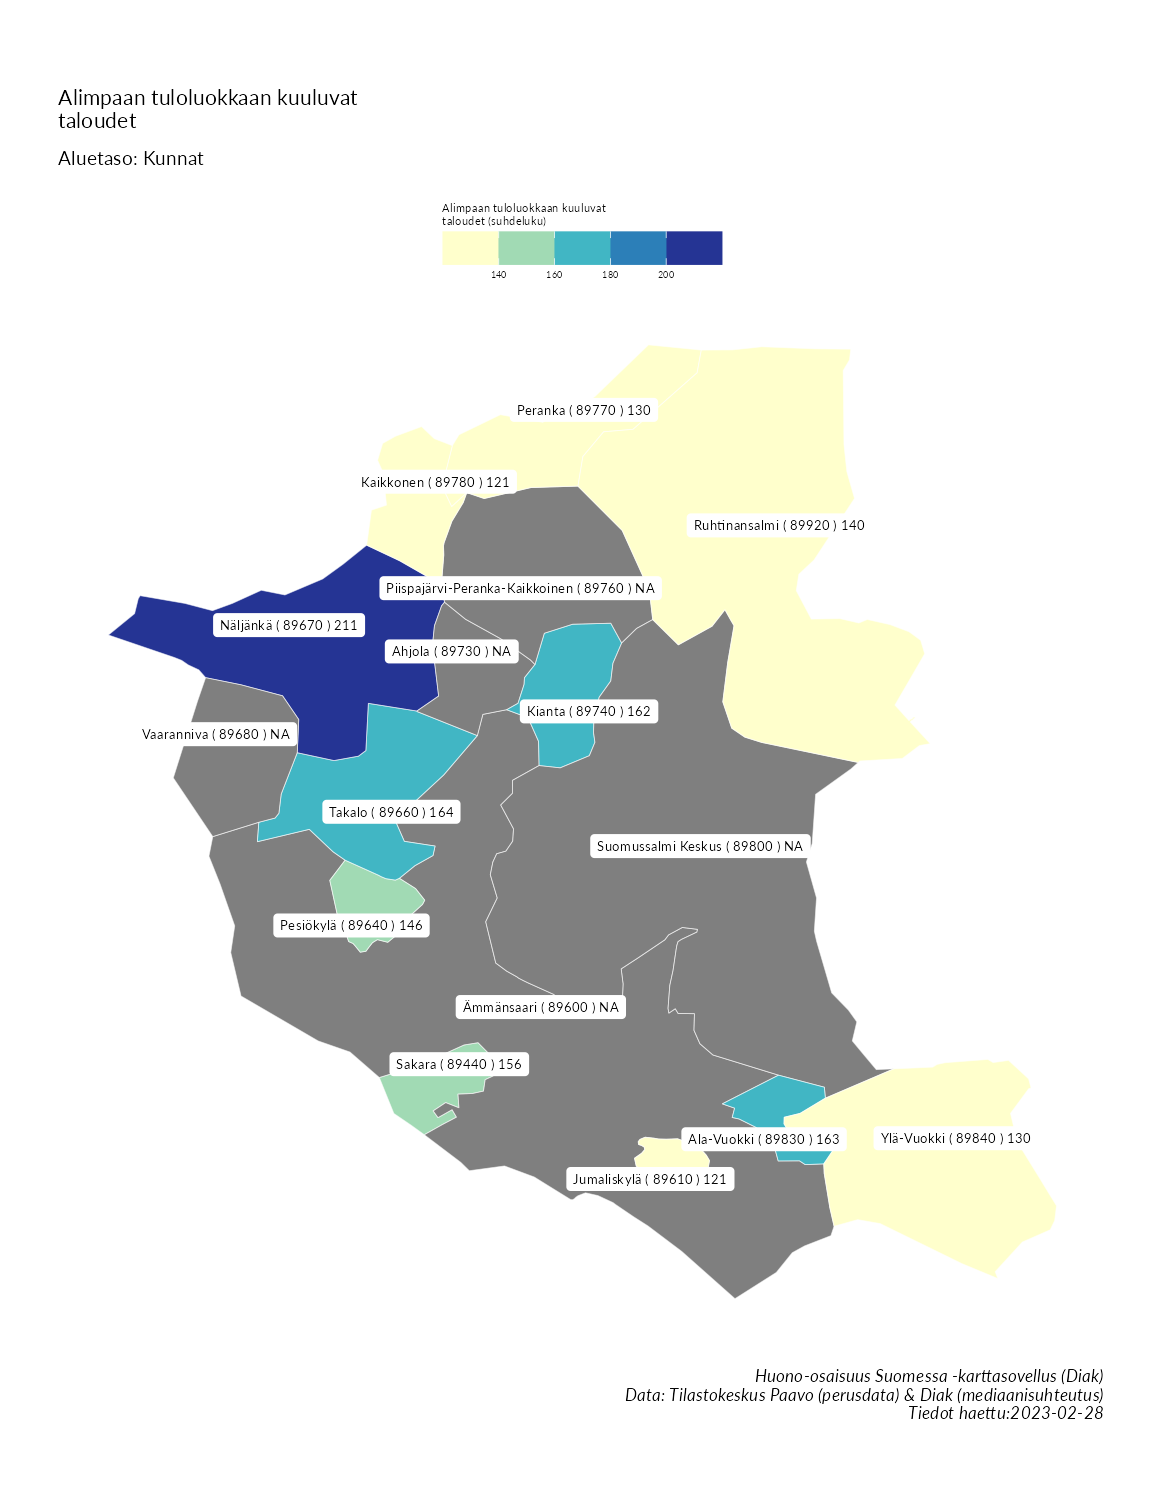 Alimpaan tuloluokkaan kuuluvat
taloudet
Aluetaso: Kunnat
Alimpaan tuloluokkaan kuuluvat
taloudet (suhdeluku)
140 160 180 200
Peranka ( 89770 ) 130
Kaikkonen ( 89780 ) 121
Ruhtinansalmi ( 89920 ) 140
Piispajärvi-Peranka-Kaikkoinen ( 89760 ) NA
Näljänkä ( 89670 ) 211
Ahjola ( 89730 ) NA
Kianta ( 89740 ) 162
Vaaranniva ( 89680 ) NA
Takalo ( 89660 ) 164
Suomussalmi Keskus ( 89800 ) NA
Pesiökylä ( 89640 ) 146
Ämmänsaari ( 89600 ) NA
Sakara ( 89440 ) 156
Ala-Vuokki ( 89830 ) 163
Ylä-Vuokki ( 89840 ) 130
Jumaliskylä ( 89610 ) 121
Huono-osaisuus Suomessa -karttasovellus (Diak)
Data: Tilastokeskus Paavo (perusdata) & Diak (mediaanisuhteutus)
Tiedot haettu:2023-02-28